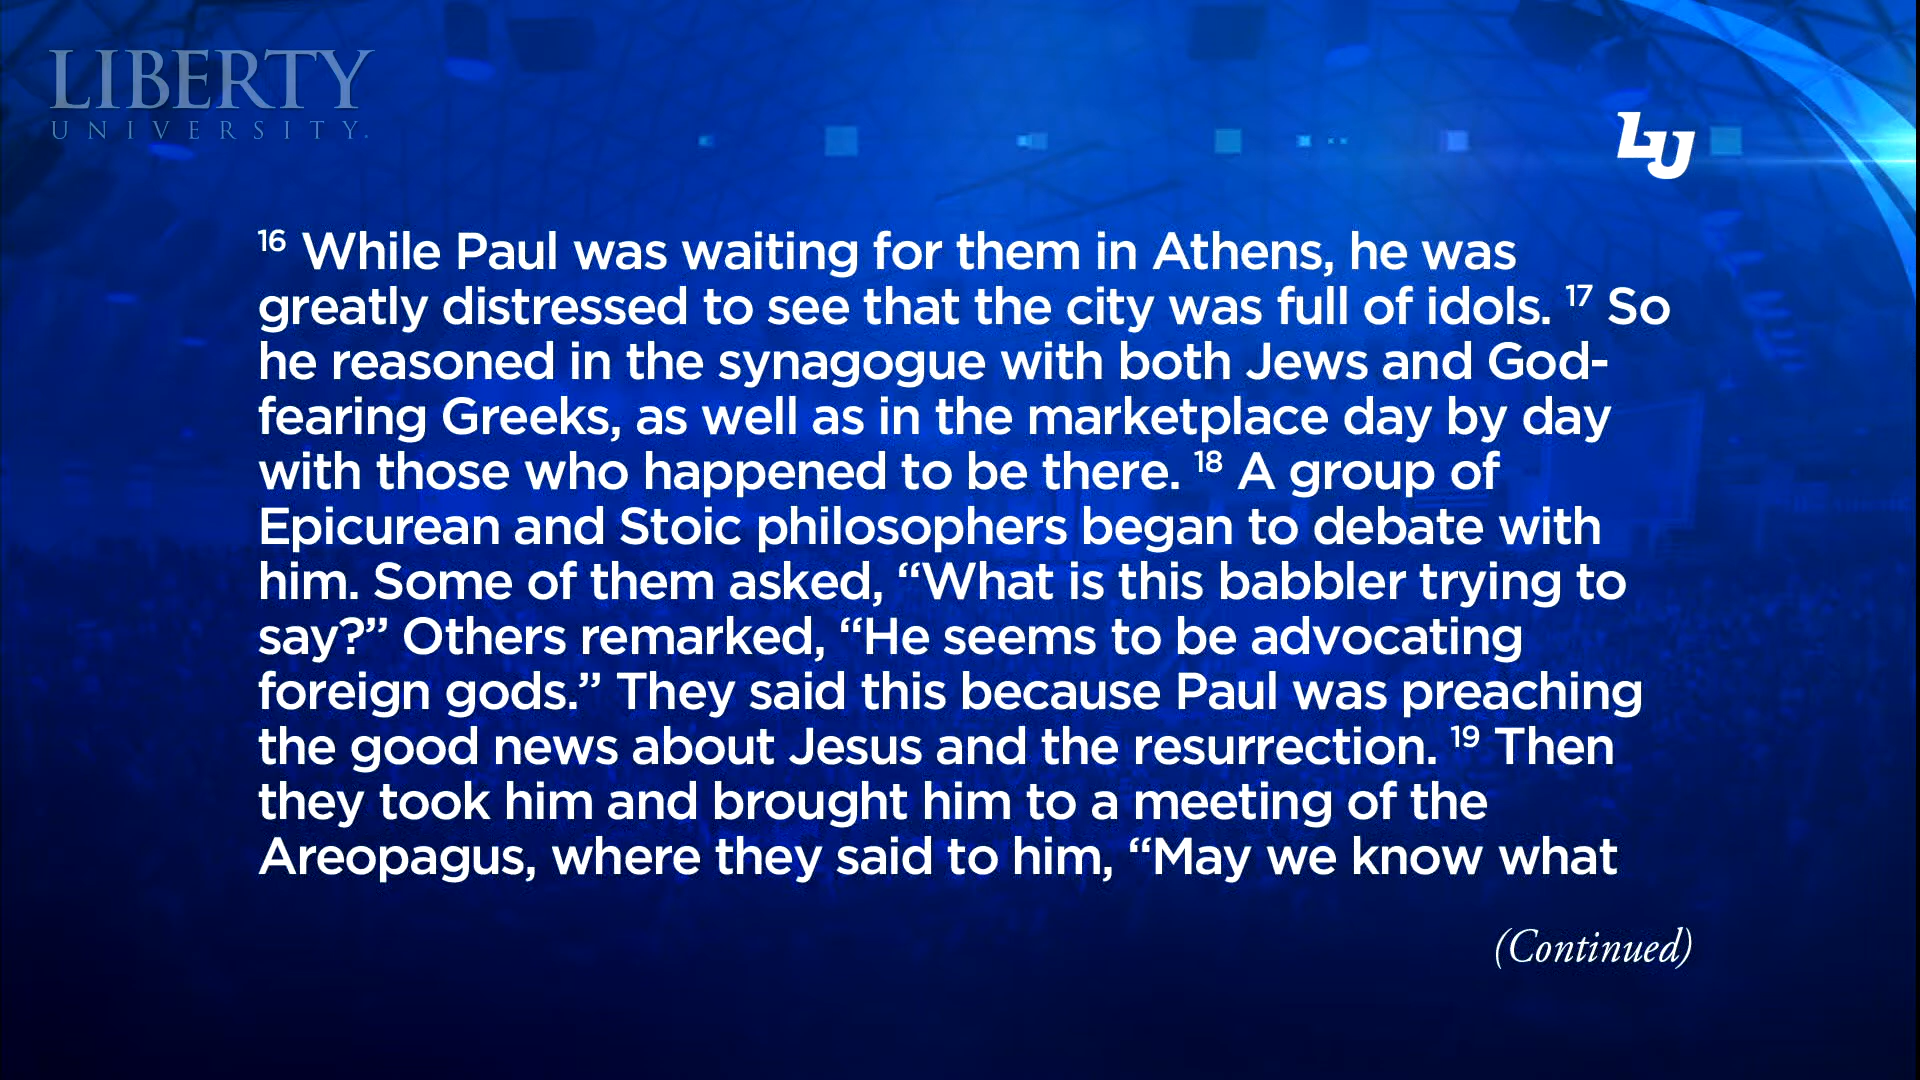 LIBERTY
UNIVERSITY.
LU
16 While Paul was waiting for them in Athens, he was
greatly distressed to see that the city was full of idols. 17 So
he reasoned in the synagogue with both Jews and God-
fearing Greeks, as well as in the marketplace day by day
with those who happened to be there. 18 A group of
Epicurean and Stoic philosophers began to debate with
him. Some of them asked, “What is this babbler trying to
say?” Others remarked, “He seems to be advocating
foreign gods.” They said this because Paul was preaching
the good news about Jesus and the resurrection. 19 Then
they took him and brought him to a meeting of the
Areopagus, where they said to him, “May we know what
(Continued)